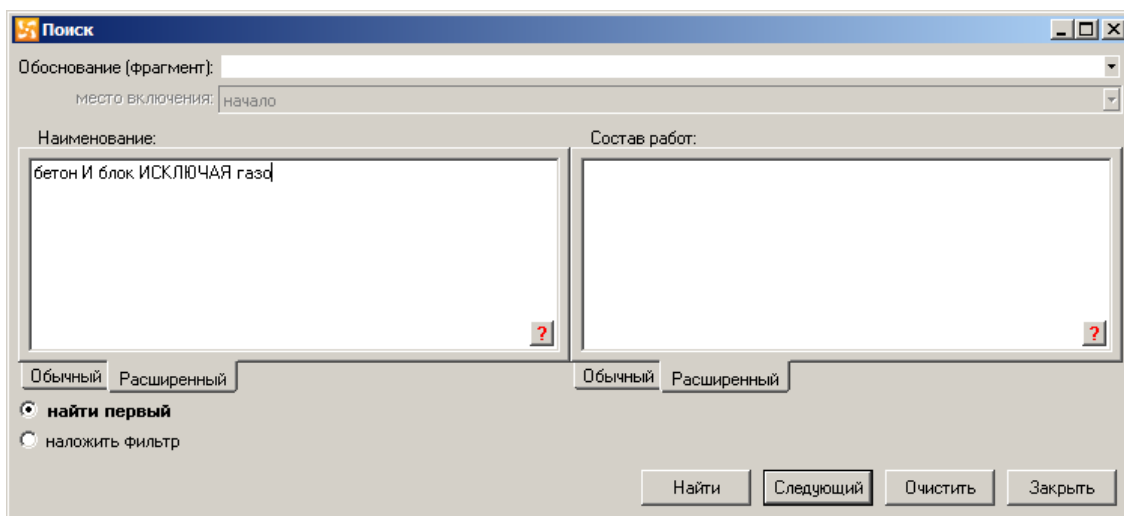 Поиск
Обоснование (фрагмент):
место включения: начало
Наименование: Состав работ:
бетон И блок ИСКЛЮЧАЯ газо
? ?
Обычный Расширенный Обычный Расширенный
найти первый
наложить фильтр
Найти Следующий Очистить Закрыть